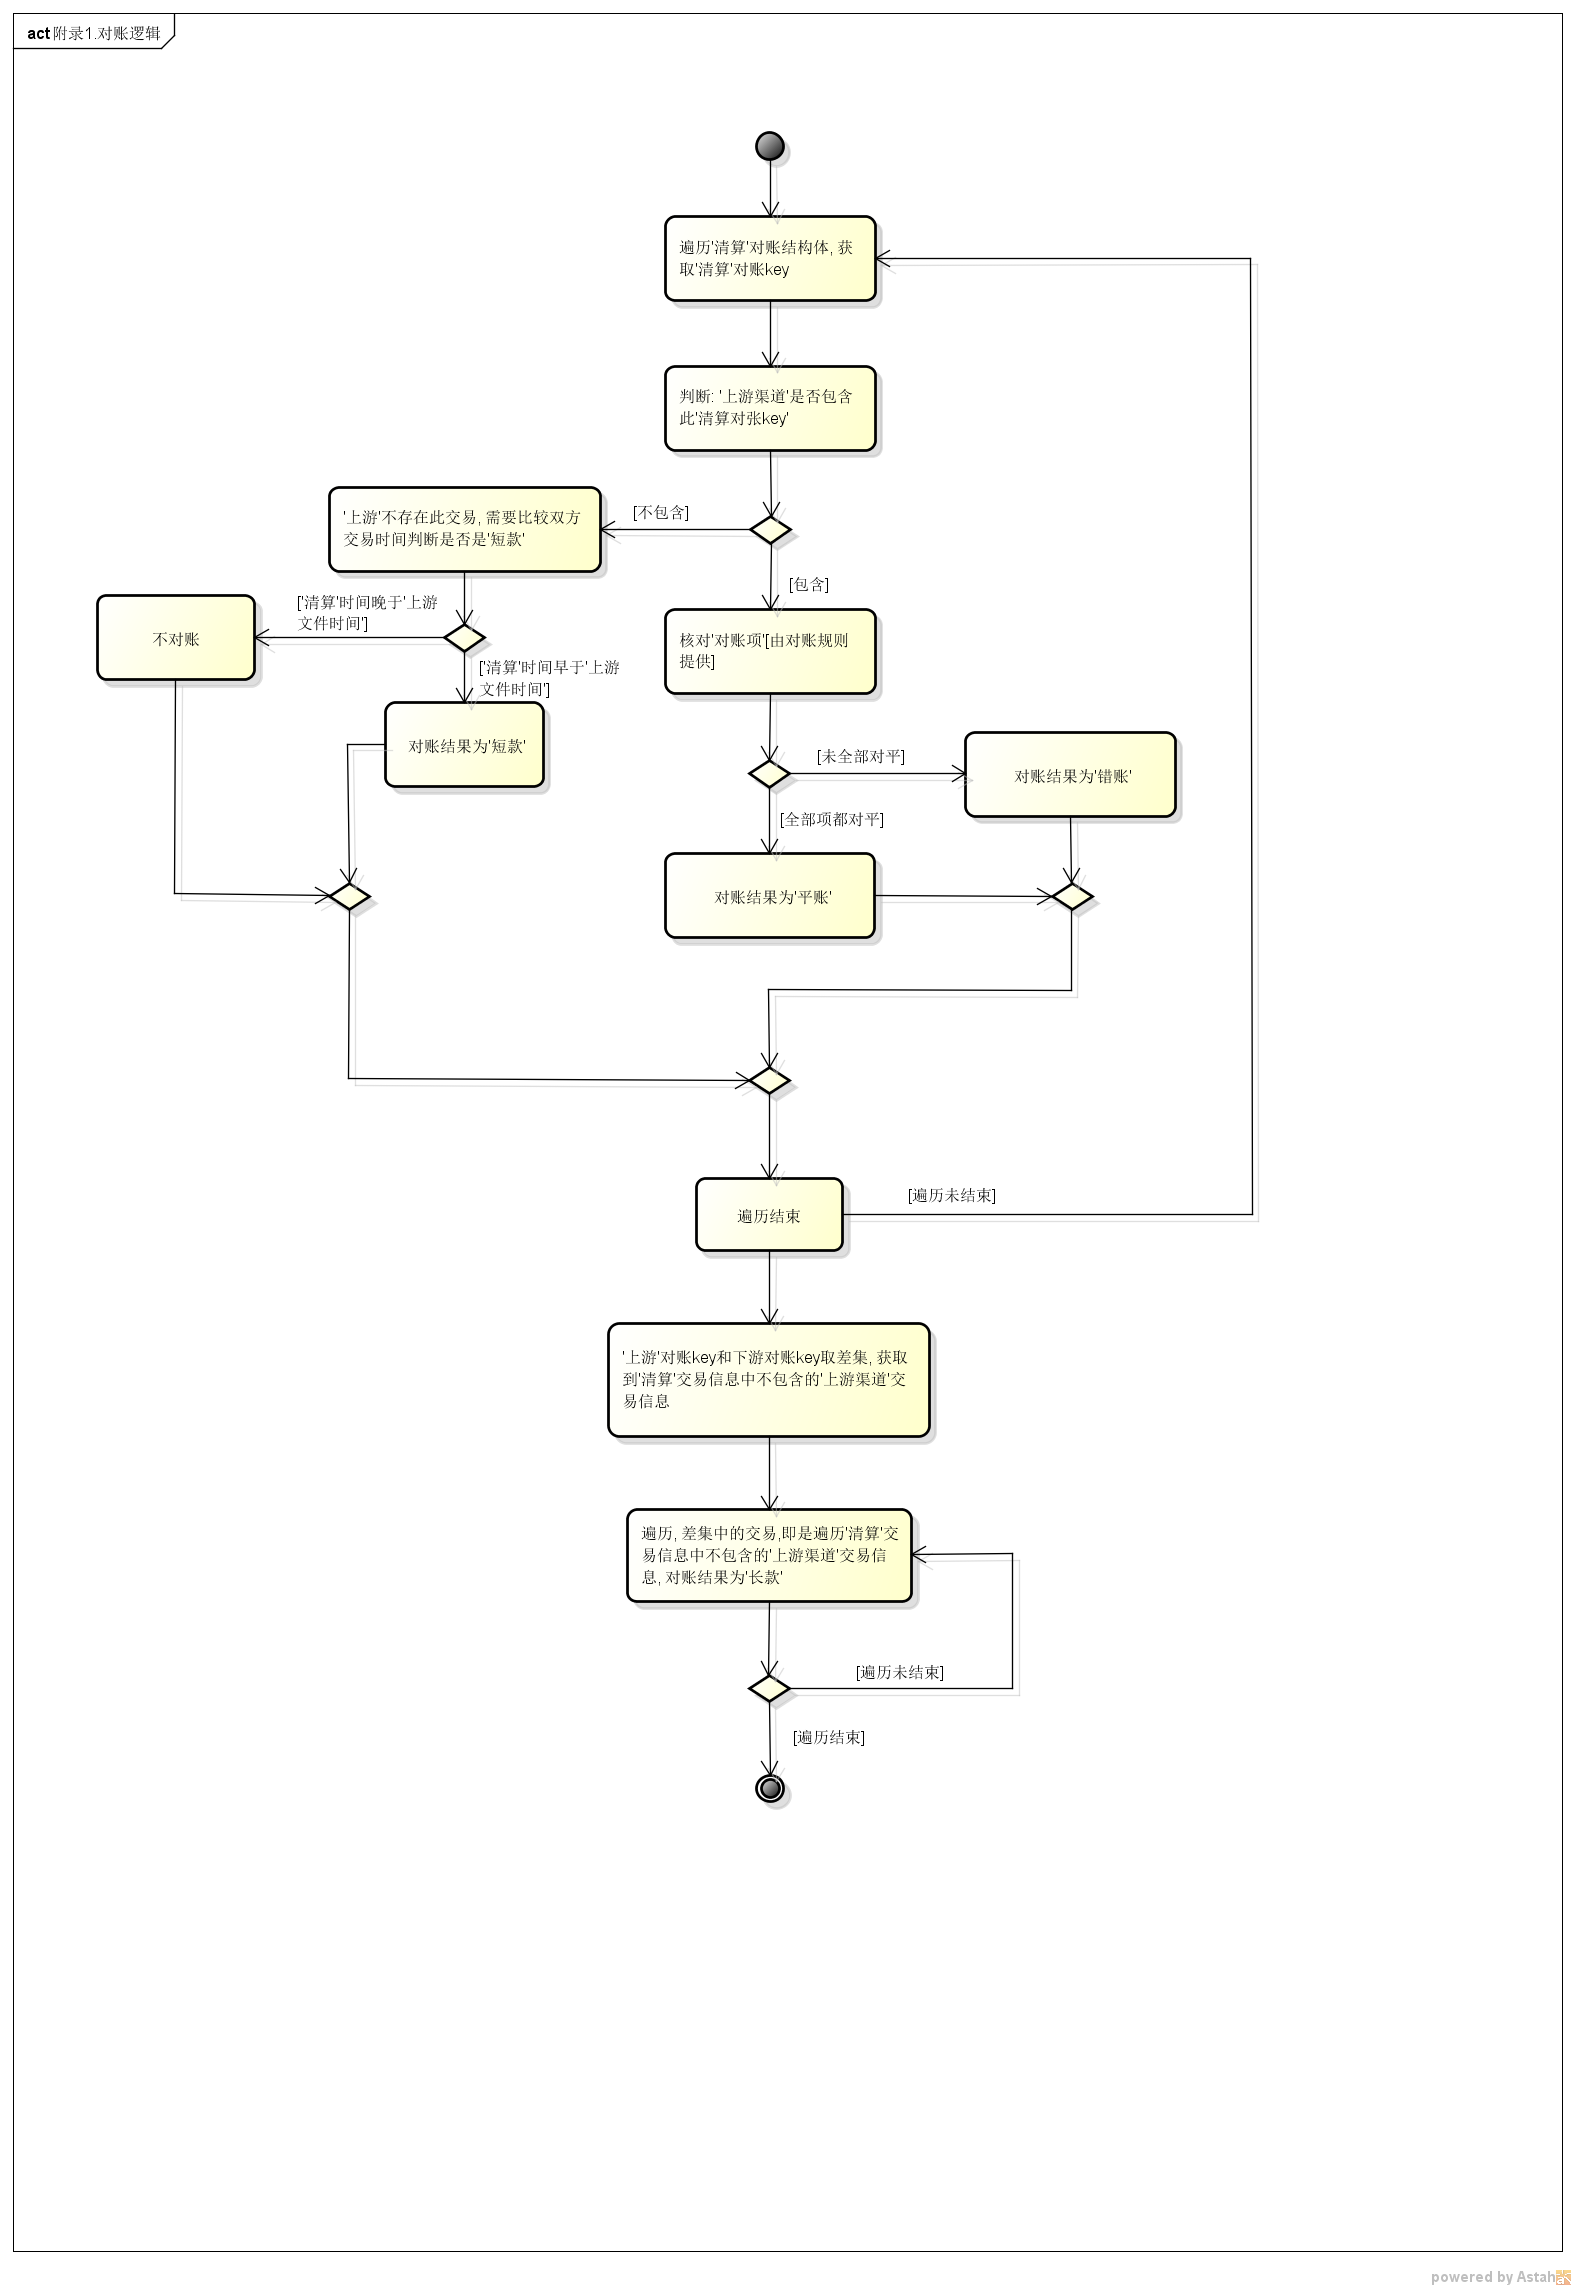 act 附录1.对账逻辑
遍历'清算'对账结构体, 获
取'清算'对账key
判断: '上游渠道'是否包含
此'清算对张key'
[不包含]
'上游'不存在此交易, 需要比较双方
交易时间判断是否是'短款'
[包含]
['清算'时间晚于'上游
文件时间']
不对账
['清算'时间早于'上游
文件时间']
对账结果为'短款'
核对'对账项'[由对账规则
提供]
[未全部对平]
对账结果为'错账'
[全部项都对平]
对账结果为'平账'
遍历结束
[遍历未结束]
'上游'对账key和下游对账key取差集, 获取
到'清算'交易信息中不包含的'上游渠道'交
易信息
遍历, 差集中的交易,即是遍历'清算'交
易信息中不包含的'上游渠道'交易信
息, 对账结果为'长款'
[遍历未结束]
[遍历结束]
powered by Astah